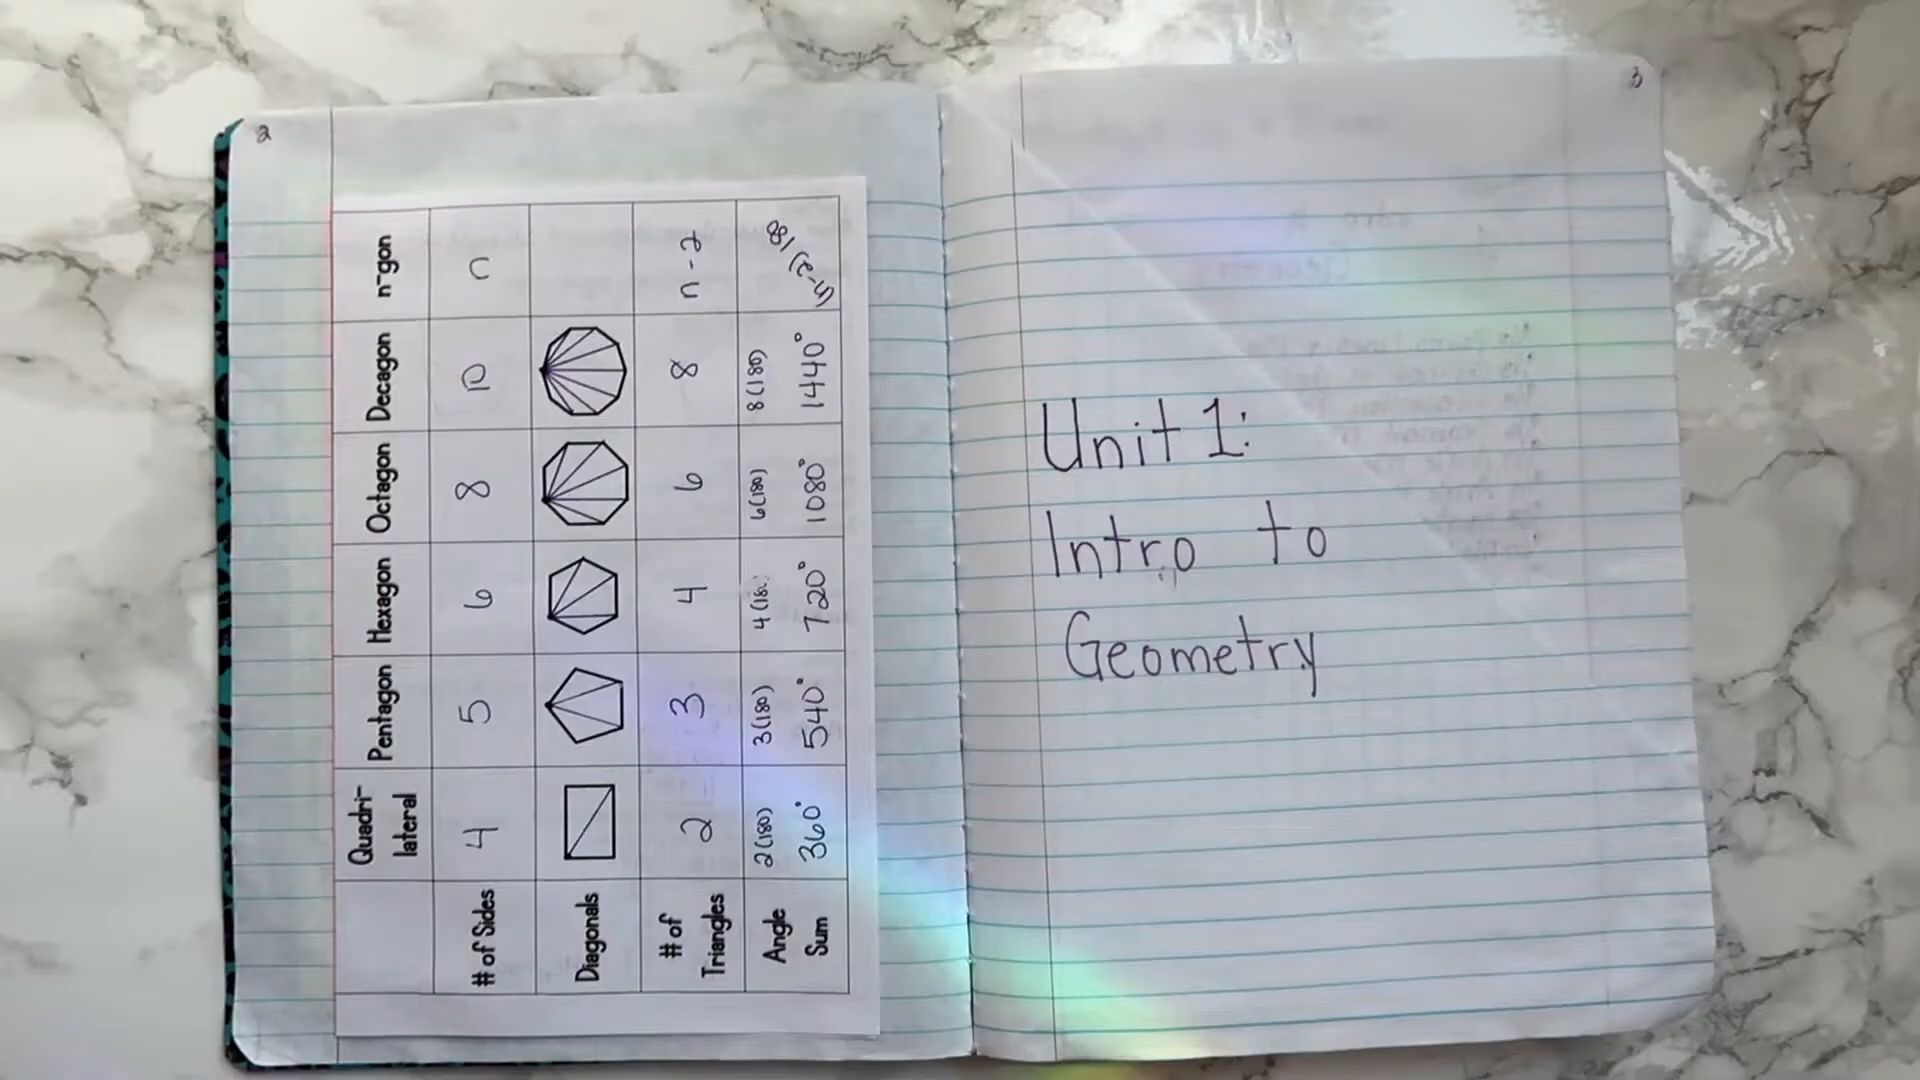 2
Quadri-lateral Pentagon Hexagon Octagon Decagon n-gon
# of Sides 4 5 6 8 10 n
Diagonals
# of Triangles 2 3 4 6 8 n-2
Angle Sum 2(180) 360° 3(180) 540° 4(180) 720° 6(180) 1080° 8(180) 1440° (n-2)180
3
Unit 1:
Intro to
Geometry